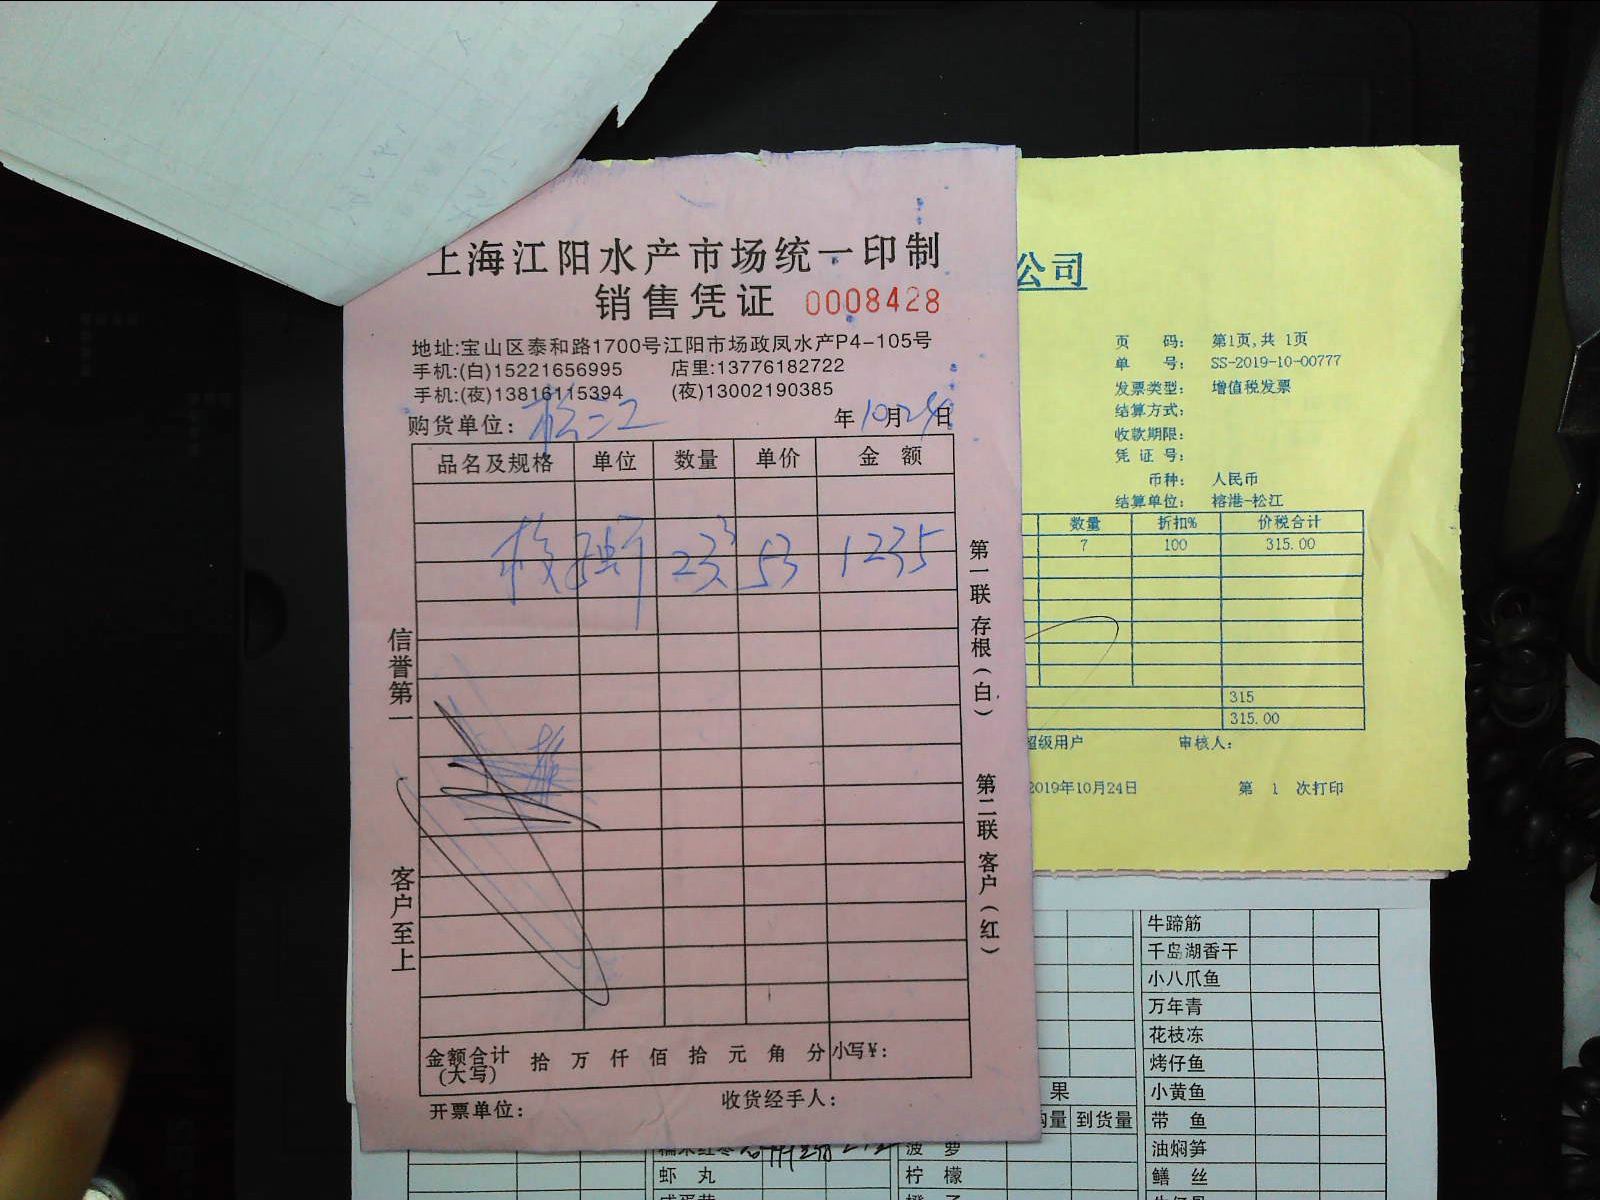 上海江阳水产市场统一印制
销售凭证 0008428
地址:宝山区泰和路1700号江阳市场政凤水产P4-105号
手机:(白)15221656995 店里:13776182722
手机:(夜)13816115394 (夜)13002190385
购货单位: 松江 年10月24日
品名及规格 单位 数量 单价 金 额
23³ 53 1235
信誉第一 客户至上
第一联 存根(白)
第二联 客户(红)
金额合计(大写) 拾 万 仟 佰 拾 元 角 分 小写¥:
开票单位: 收货经手人:
公司
页 码: 第1页,共 1页
单 号: SS-2019-10-00777
发票类型: 增值税发票
结算方式:
收款期限:
凭 证 号:
币种: 人民币
结算单位: 榕港-松江
数量 折扣% 价税合计
7 100 315.00
315
315.00
超级用户 审核人:
2019年10月24日 第 1 次打印
牛蹄筋
千岛湖香干
小八爪鱼
万年青
花枝冻
烤仔鱼
果 小黄鱼
购量 到货量 带 鱼
菠 萝 油焖笋
虾 丸 柠 檬 鳝 丝